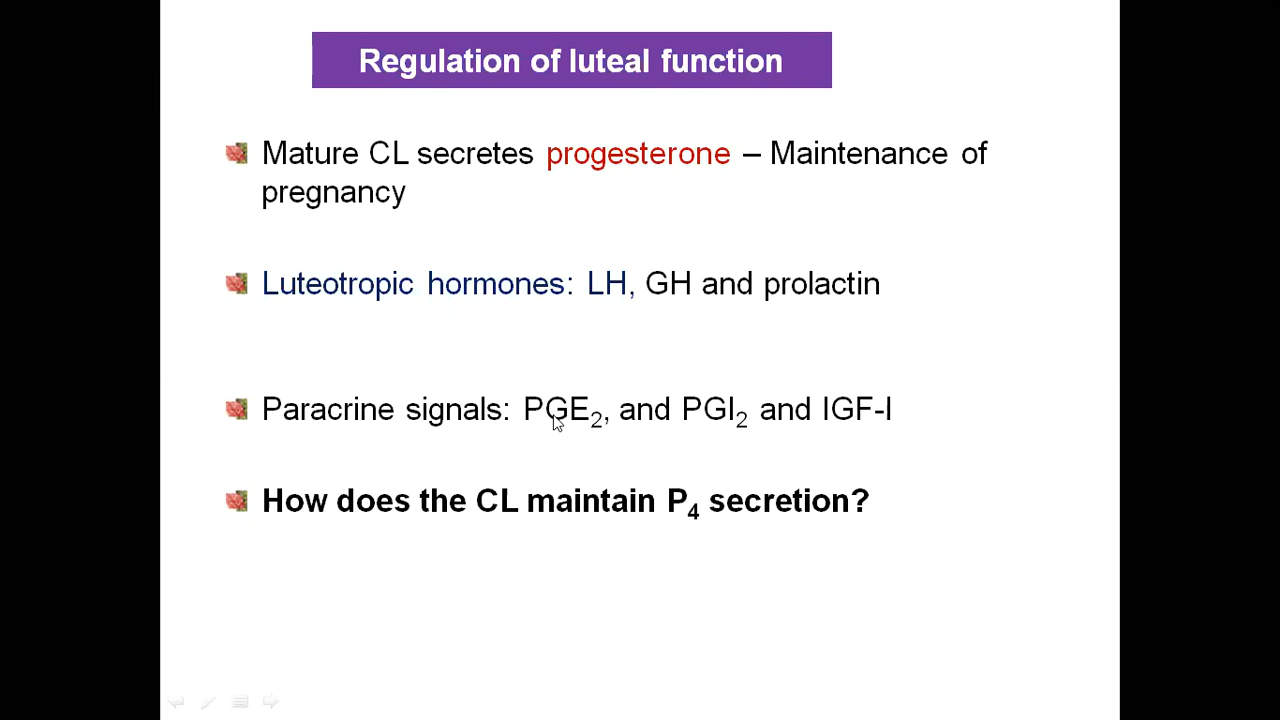 Regulation of luteal function
Mature CL secretes progesterone – Maintenance of
pregnancy
Luteotropic hormones: LH, GH and prolactin
Paracrine signals: PGE₂, and PGI₂ and IGF-I
How does the CL maintain P₄ secretion?